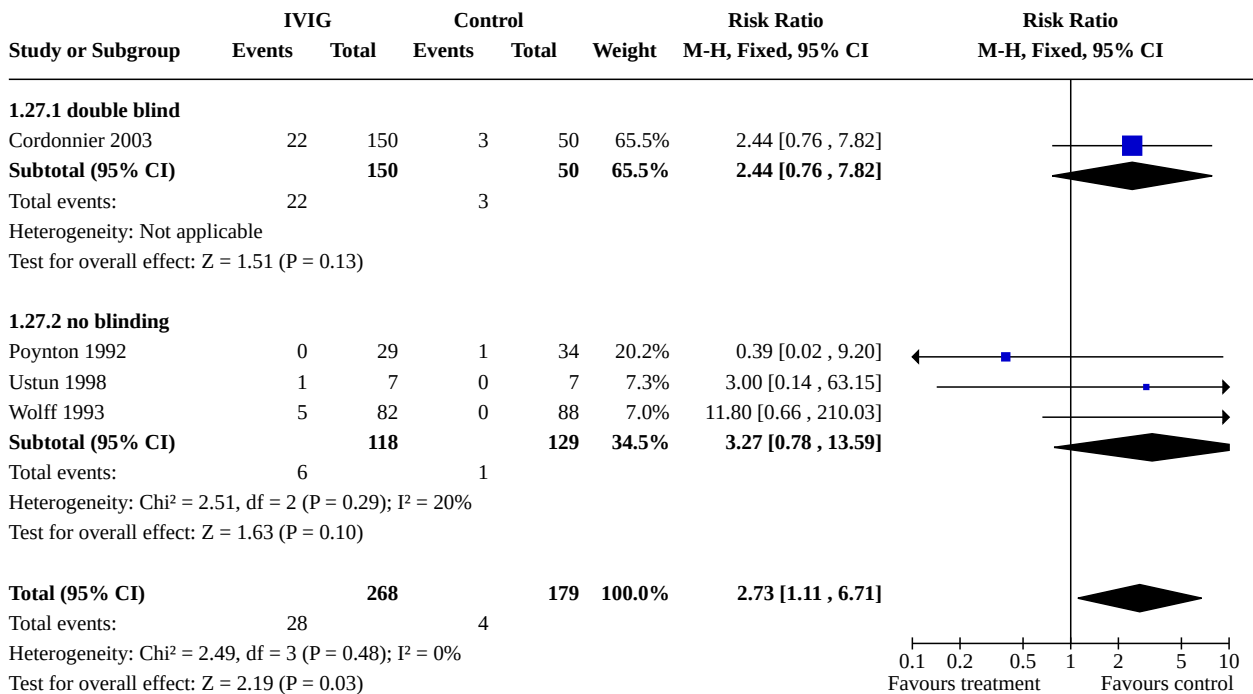 IVIG Control Risk Ratio Risk Ratio
Study or Subgroup Events Total Events Total Weight M-H, Fixed, 95% CI M-H, Fixed, 95% CI
1.27.1 double blind
Cordonnier 2003 22 150 3 50 65.5% 2.44 [0.76 , 7.82]
Subtotal (95% CI) 150 50 65.5% 2.44 [0.76 , 7.82]
Total events: 22 3
Heterogeneity: Not applicable
Test for overall effect: Z = 1.51 (P = 0.13)
1.27.2 no blinding
Poynton 1992 0 29 1 34 20.2% 0.39 [0.02 , 9.20]
Ustun 1998 1 7 0 7 7.3% 3.00 [0.14 , 63.15]
Wolff 1993 5 82 0 88 7.0% 11.80 [0.66 , 210.03]
Subtotal (95% CI) 118 129 34.5% 3.27 [0.78 , 13.59]
Total events: 6 1
Heterogeneity: Chi² = 2.51, df = 2 (P = 0.29); I² = 20%
Test for overall effect: Z = 1.63 (P = 0.10)
Total (95% CI) 268 179 100.0% 2.73 [1.11 , 6.71]
Total events: 28 4
Heterogeneity: Chi² = 2.49, df = 3 (P = 0.48); I² = 0%
Test for overall effect: Z = 2.19 (P = 0.03)
0.1 0.2 0.5 1 2 5 10
Favours treatment Favours control